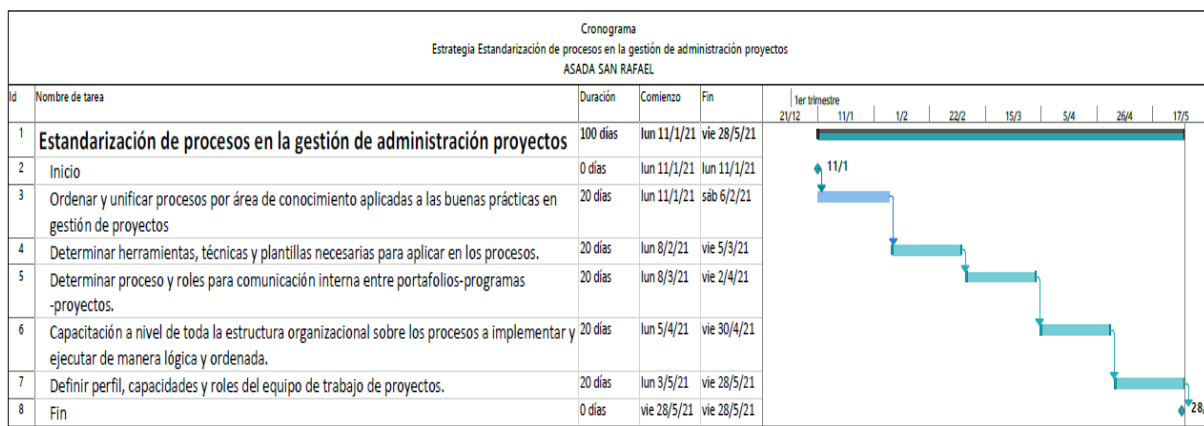 Cronograma
Estrategia Estandarización de procesos en la gestión de administración proyectos
ASADA SAN RAFAEL
Id Nombre de tarea Duración Comienzo Fin 1er trimestre
21/12 11/1 1/2 22/2 15/3 5/4 26/4 17/5
1 Estandarización de procesos en la gestión de administración proyectos 100 días lun 11/1/21 vie 28/5/21
2 Inicio 0 días lun 11/1/21 lun 11/1/21 11/1
3 Ordenar y unificar procesos por área de conocimiento aplicadas a las buenas prácticas en 20 días lun 11/1/21 sáb 6/2/21
gestión de proyectos
4 Determinar herramientas, técnicas y plantillas necesarias para aplicar en los procesos. 20 días lun 8/2/21 vie 5/3/21
5 Determinar proceso y roles para comunicación interna entre portafolios-programas 20 días lun 8/3/21 vie 2/4/21
-proyectos.
6 Capacitación a nivel de toda la estructura organizacional sobre los procesos a implementar y 20 días lun 5/4/21 vie 30/4/21
ejecutar de manera lógica y ordenada.
7 Definir perfil, capacidades y roles del equipo de trabajo de proyectos. 20 días lun 3/5/21 vie 28/5/21
8 Fin 0 días vie 28/5/21 vie 28/5/21 28/